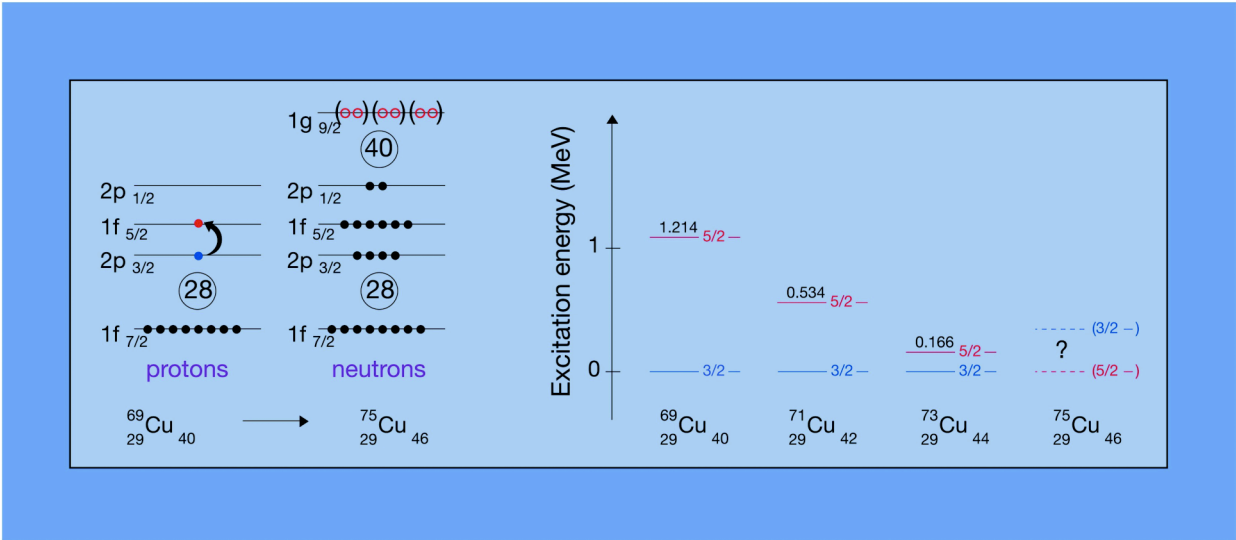 1g 9/2 ( ) ( ) ( )
40
2p 1/2
2p 1/2
1f 5/2
1f 5/2
2p 3/2
2p 3/2
28
28
1f 7/2
1f 7/2
protons
neutrons
69 29 Cu 40
75 29 Cu 46
Excitation energy (MeV)
1
0
1.214 5/2 –
0.534 5/2 –
0.166 5/2 –
(3/2 –)
?
3/2 –
3/2 –
3/2 –
(5/2 –)
69 29 Cu 40
71 29 Cu 42
73 29 Cu 44
75 29 Cu 46